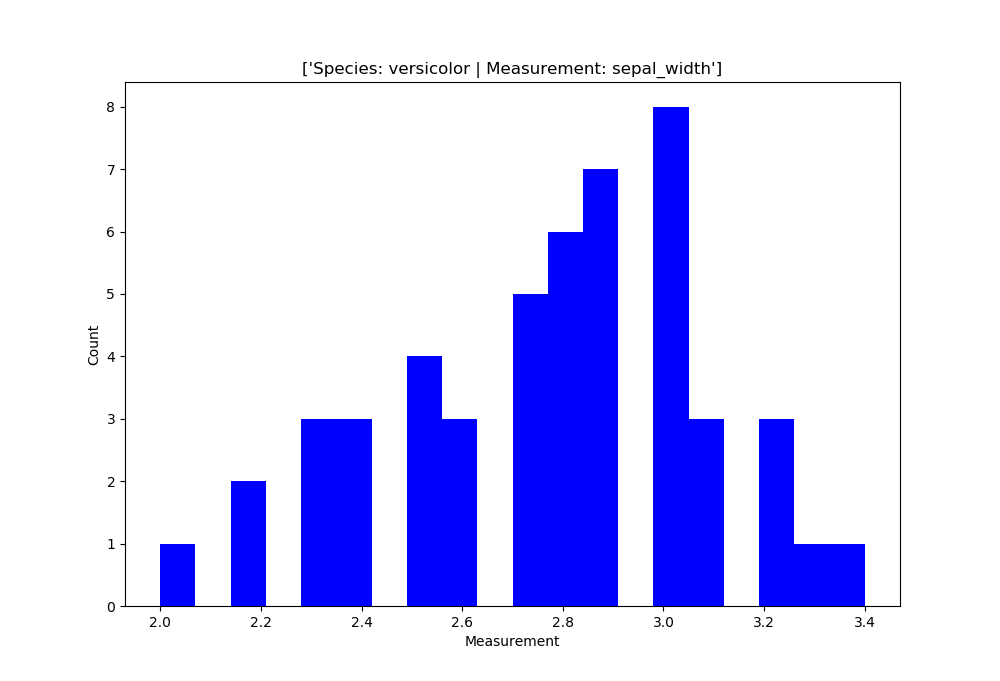 ['Species: versicolor | Measurement: sepal_width']
8
7
6
5
4
3
2
1
0
Count
2.0 2.2 2.4 2.6 2.8 3.0 3.2 3.4
Measurement